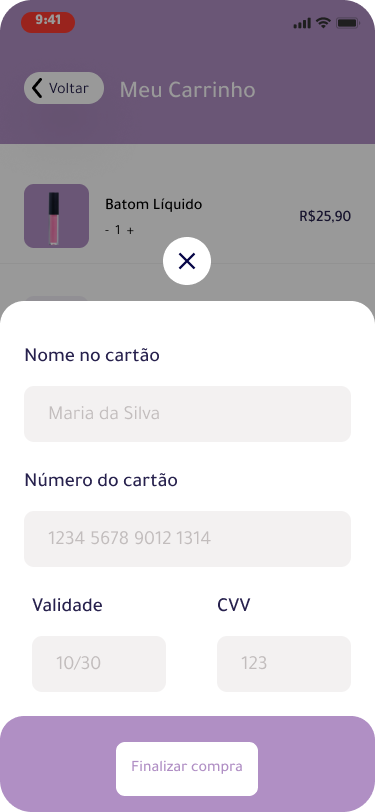 9:41
Voltar
Meu Carrinho
Batom Líquido
- 1 +
R$25,90
Nome no cartão
Maria da Silva
Número do cartão
1234 5678 9012 1314
Validade
CVV
10/30
123
Finalizar compra